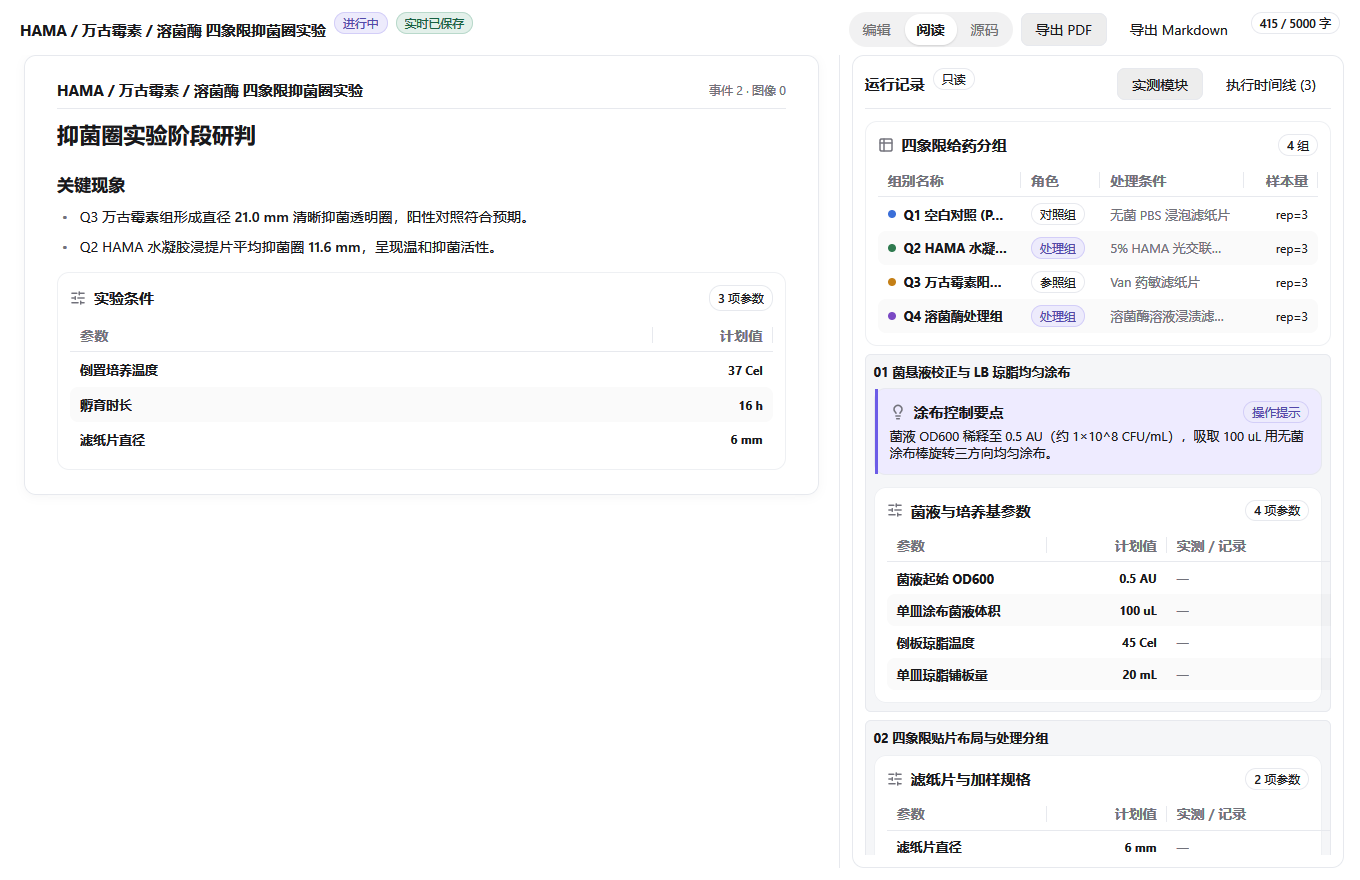 HAMA / 万古霉素 / 溶菌酶 四象限抑菌圈实验 进行中 实时已保存
编辑 阅读 源码 导出 PDF 导出 Markdown 415 / 5000 字
HAMA / 万古霉素 / 溶菌酶 四象限抑菌圈实验 事件 2 · 图像 0
抑菌圈实验阶段研判
关键现象
• Q3 万古霉素组形成直径 21.0 mm 清晰抑菌透明圈，阳性对照符合预期。
• Q2 HAMA 水凝胶浸提片平均抑菌圈 11.6 mm，呈现温和抑菌活性。
实验条件 3 项参数
参数 计划值
倒置培养温度 37 Cel
孵育时长 16 h
滤纸片直径 6 mm
运行记录 只读 实测模块 执行时间线 (3)
四象限给药分组 4 组
组别名称 角色 处理条件 样本量
Q1 空白对照 (P... 对照组 无菌 PBS 浸泡滤纸片 rep=3
Q2 HAMA 水凝... 处理组 5% HAMA 光交联... rep=3
Q3 万古霉素阳... 参照组 Van 药敏滤纸片 rep=3
Q4 溶菌酶处理组 处理组 溶菌酶溶液浸渍滤... rep=3
01 菌悬液校正与 LB 琼脂均匀涂布
涂布控制要点 操作提示
菌液 OD600 稀释至 0.5 AU（约 1×10^8 CFU/mL），吸取 100 uL 用无菌
涂布棒旋转三方向均匀涂布。
菌液与培养基参数 4 项参数
参数 计划值 实测 / 记录
菌液起始 OD600 0.5 AU —
单皿涂布菌液体积 100 uL —
倒板琼脂温度 45 Cel —
单皿琼脂铺板量 20 mL —
02 四象限贴片布局与处理分组
滤纸片与加样规格 2 项参数
参数 计划值 实测 / 记录
滤纸片直径 6 mm —